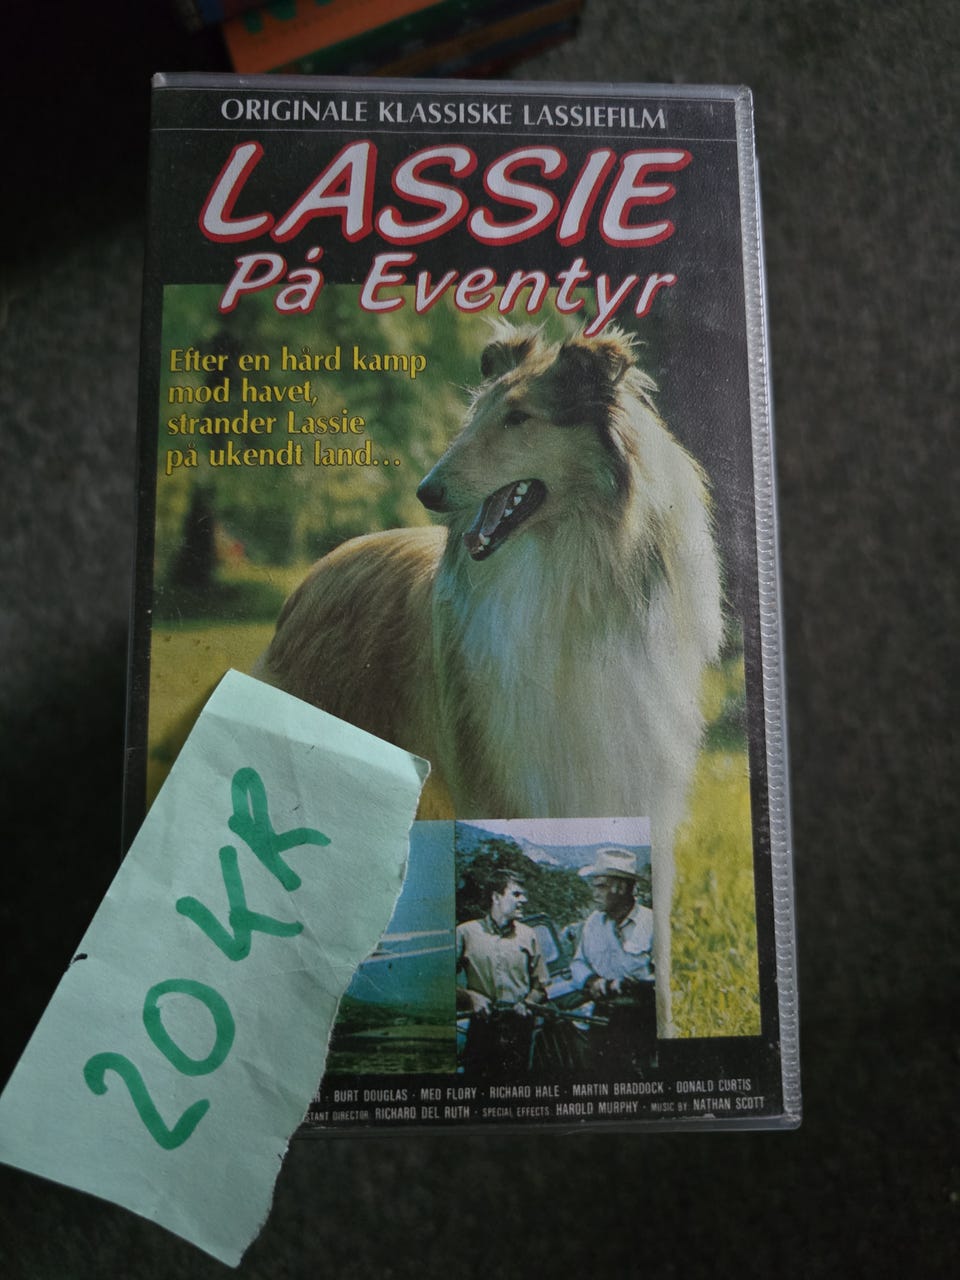 ORIGINALE KLASSISKE LASSIEFILM
LASSIE
På Eventyr
Efter en hård kamp
mod havet,
strander Lassie
på ukendt land...
20 KR
BURT DOUGLAS · MED FLORY · RICHARD HALE · MARTIN BRADDOCK · DONALD CURTIS
DIRECTOR RICHARD DEL RUTH · SPECIAL EFFECTS HAROLD MURPHY · MUSIC BY NATHAN SCOTT